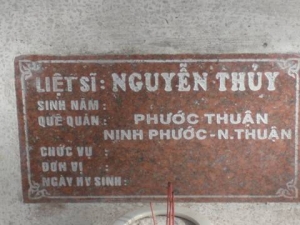 LIỆT SĨ: NGUYỄN THỦY
SINH NĂM:
QUÊ QUÁN: PHƯỚC THUẬN
NINH PHƯỚC-N.THUẬN
CHỨC VỤ :
ĐƠN VỊ :
NGÀY HY SINH: